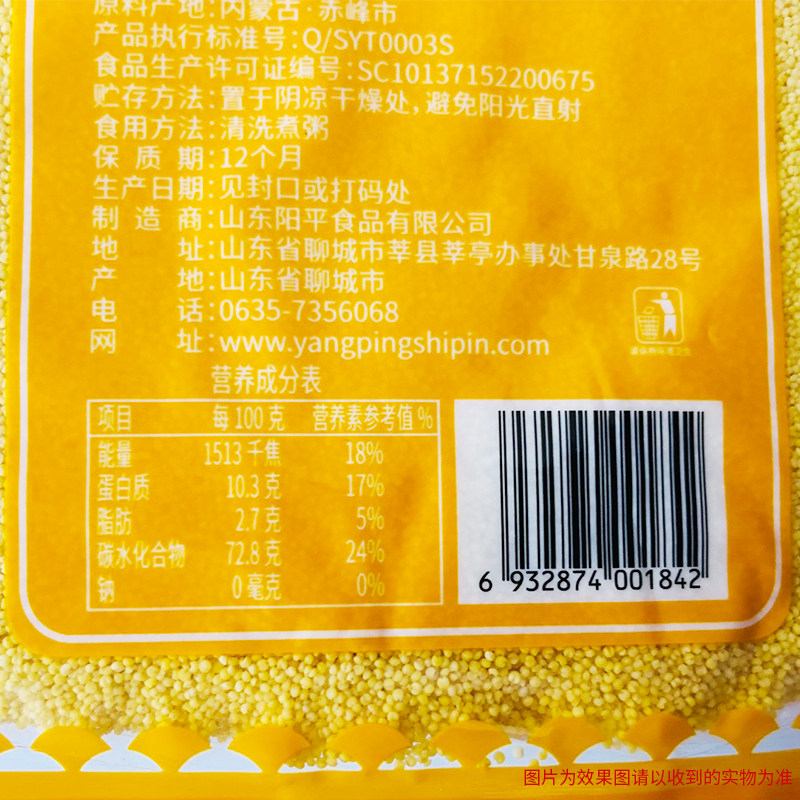 原料产地:内蒙古·赤峰市
产品执行标准号:Q/SYT0003S
食品生产许可证编号:SC10137152200675
贮存方法:置于阴凉干燥处,避免阳光直射
食用方法:清洗煮粥
保质期:12个月
生产日期:见封口或打码处
制造商:山东阳平食品有限公司
地址:山东省聊城市莘县莘亭办事处甘泉路28号
产地:山东省聊城市
电话:0635-7356068
网址:www.yangpingshipin.com
营养成分表
项目 每100克 营养素参考值%
能量 1513千焦 18%
蛋白质 10.3克 17%
脂肪 2.7克 5%
碳水化合物 72.8克 24%
钠 0毫克 0%
6 932874 001842
图片为效果图请以收到的实物为准